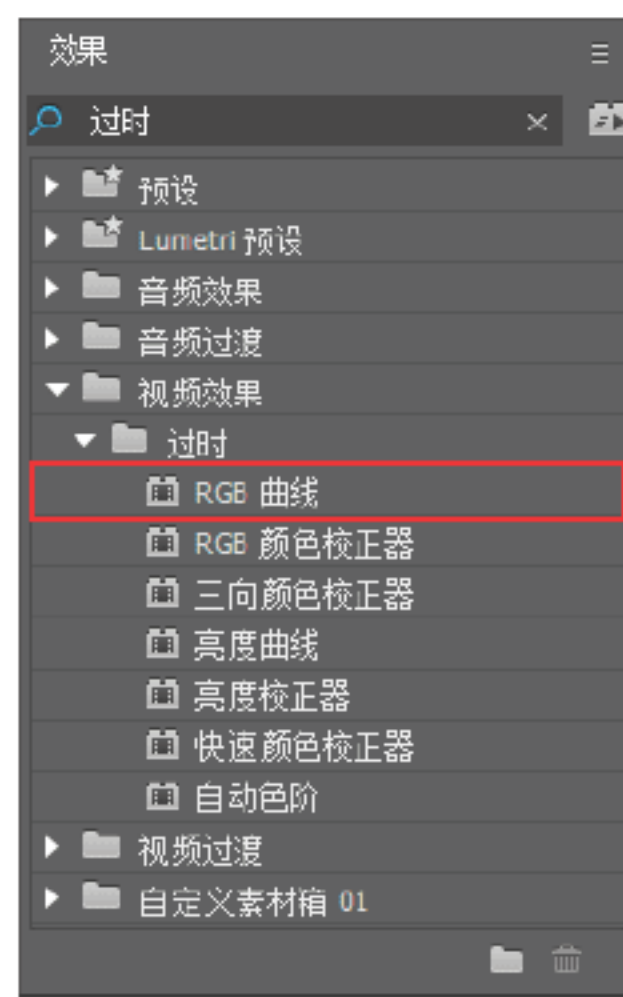 效果
过时
预设
Lumetri 预设
音频效果
音频过渡
视频效果
过时
RGB 曲线
RGB 颜色校正器
三向颜色校正器
亮度曲线
亮度校正器
快速颜色校正器
自动色阶
视频过渡
自定义素材箱 01